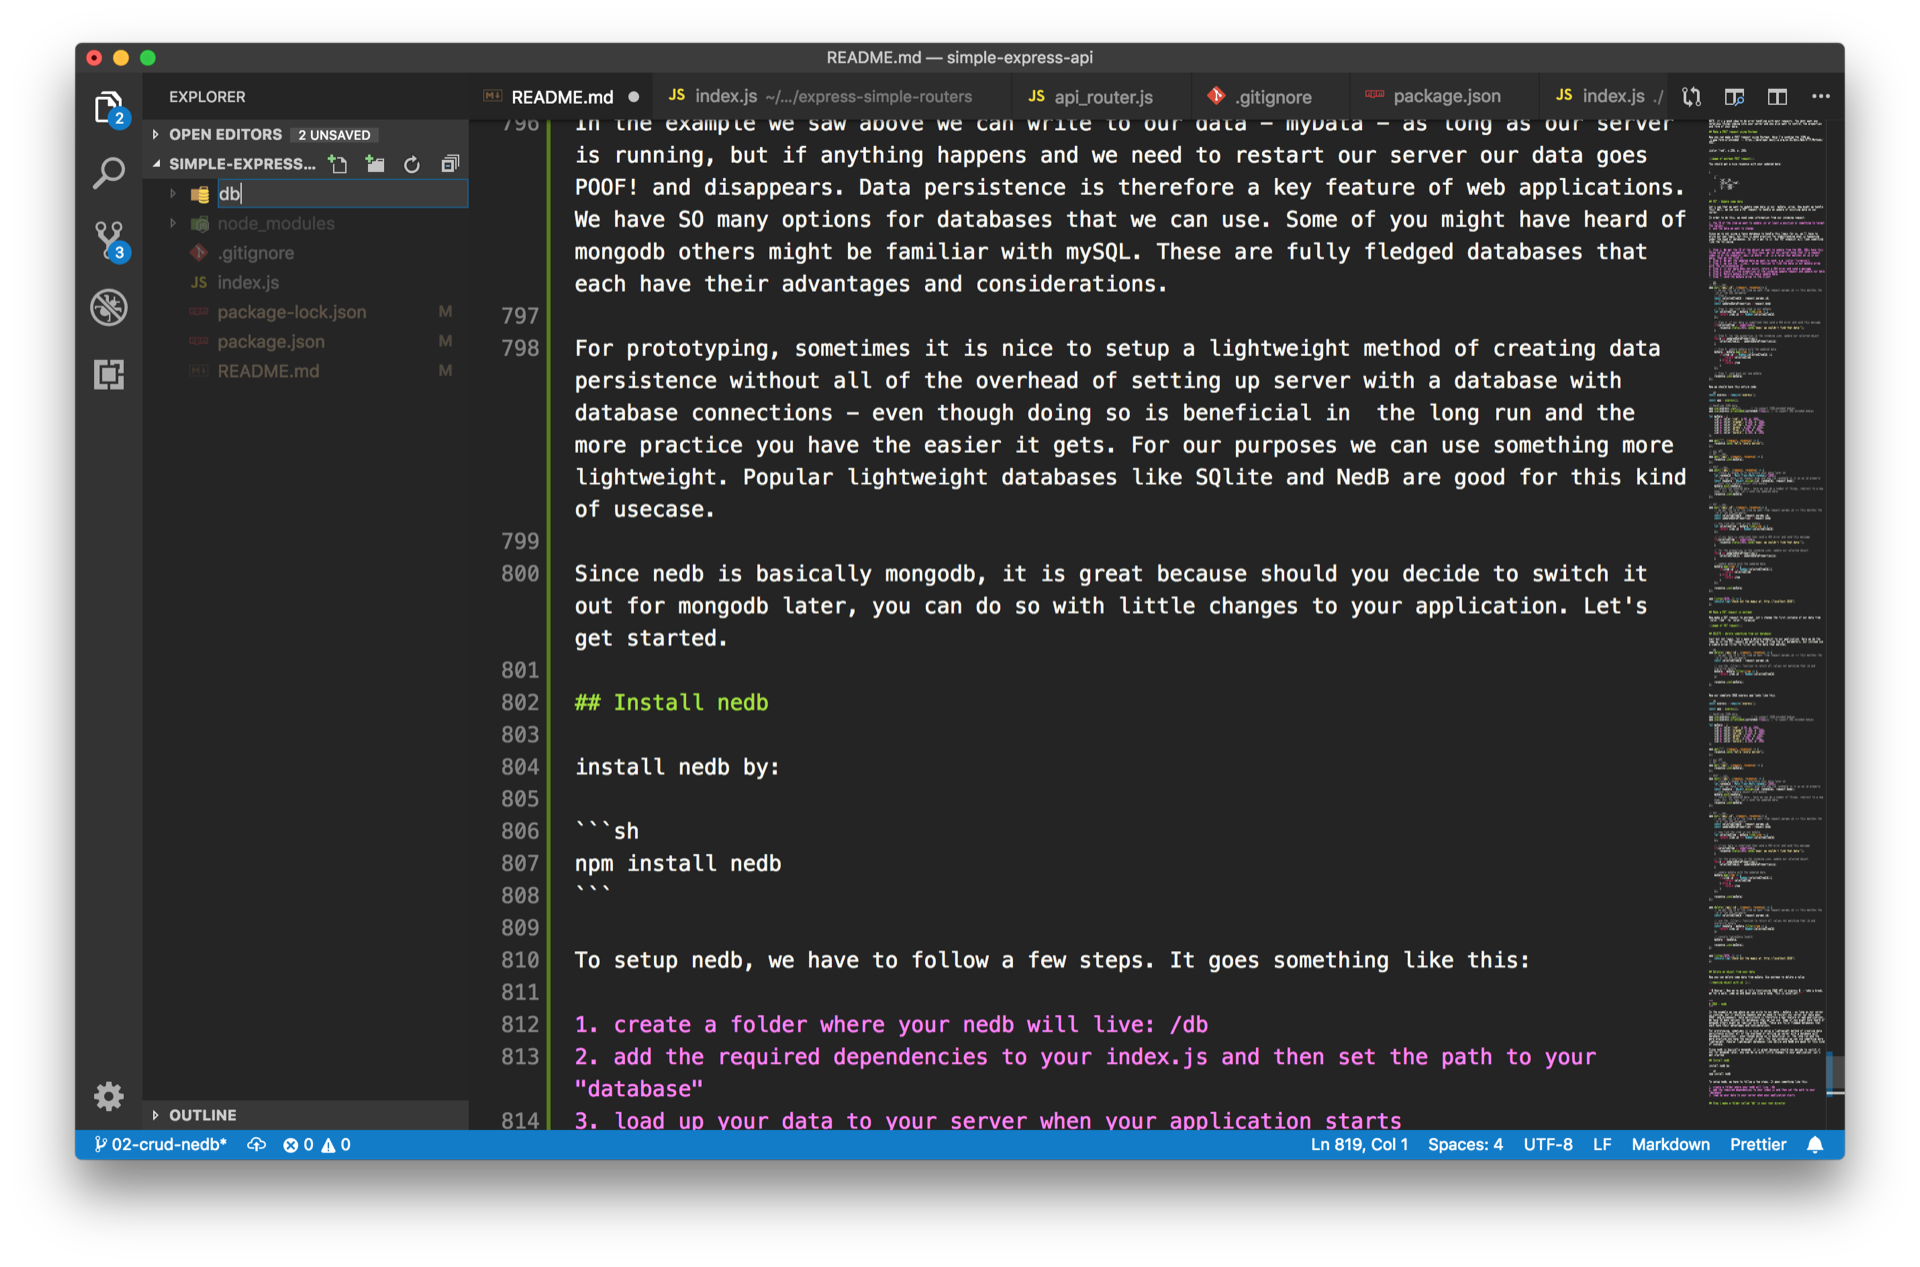 README.md — simple-express-api
EXPLORER
README.md
JS index.js ~/.../express-simple-routers
JS api_router.js
.gitignore
package.json
JS index.js ./
2
OPEN EDITORS 2 UNSAVED
SIMPLE-EXPRESS...
db
node_modules
.gitignore
JS index.js
package-lock.json M
package.json M
README.md M
3
796 In the example we saw above we can write to our data - myData - as long as our server
is running, but if anything happens and we need to restart our server our data goes
POOF! and disappears. Data persistence is therefore a key feature of web applications.
We have SO many options for databases that we can use. Some of you might have heard of
mongodb others might be familiar with mySQL. These are fully fledged databases that
each have their advantages and considerations.
797
798 For prototyping, sometimes it is nice to setup a lightweight method of creating data
persistence without all of the overhead of setting up server with a database with
database connections - even though doing so is beneficial in  the long run and the
more practice you have the easier it gets. For our purposes we can use something more
lightweight. Popular lightweight databases like SQlite and NedB are good for this kind
of usecase.
799
800 Since nedb is basically mongodb, it is great because should you decide to switch it
out for mongodb later, you can do so with little changes to your application. Let's
get started.
801
802 ## Install nedb
803
804 install nedb by:
805
806 ```sh
807 npm install nedb
808 ```
809
810 To setup nedb, we have to follow a few steps. It goes something like this:
811
812 1. create a folder where your nedb will live: /db
813 2. add the required dependencies to your index.js and then set the path to your
"database"
814 3. load up your data to your server when your application starts
OUTLINE
02-crud-nedb* 0 0
Ln 819, Col 1 Spaces: 4 UTF-8 LF Markdown Prettier